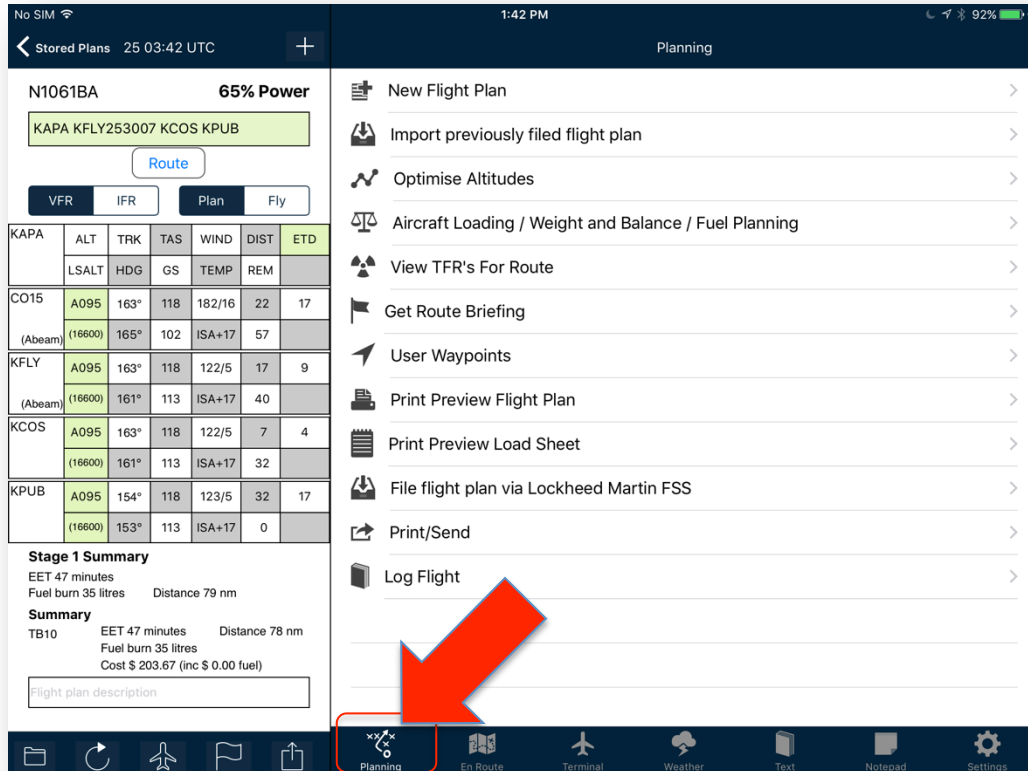 No SIM 1:42 PM 92%
Stored Plans 25 03:42 UTC + Planning
N1061BA 65% Power
KAPA KFLY253007 KCOS KPUB
Route
VFR IFR Plan Fly
KAPA ALT TRK TAS WIND DIST ETD
LSALT HDG GS TEMP REM
CO15 A095 163° 118 182/16 22 17
(Abeam) (16600) 165° 102 ISA+17 57
KFLY A095 163° 118 122/5 17 9
(Abeam) (16600) 161° 113 ISA+17 40
KCOS A095 163° 118 122/5 7 4
(16600) 161° 113 ISA+17 32
KPUB A095 154° 118 123/5 32 17
(16600) 153° 113 ISA+17 0
Stage 1 Summary
EET 47 minutes
Fuel burn 35 litres Distance 79 nm
Summary
TB10 EET 47 minutes Distance 78 nm
Fuel burn 35 litres
Cost $ 203.67 (inc $ 0.00 fuel)
Flight plan description
New Flight Plan
Import previously filed flight plan
Optimise Altitudes
Aircraft Loading / Weight and Balance / Fuel Planning
View TFR's For Route
Get Route Briefing
User Waypoints
Print Preview Flight Plan
Print Preview Load Sheet
File flight plan via Lockheed Martin FSS
Print/Send
Log Flight
Planning En Route Terminal Weather Text Notepad Settings